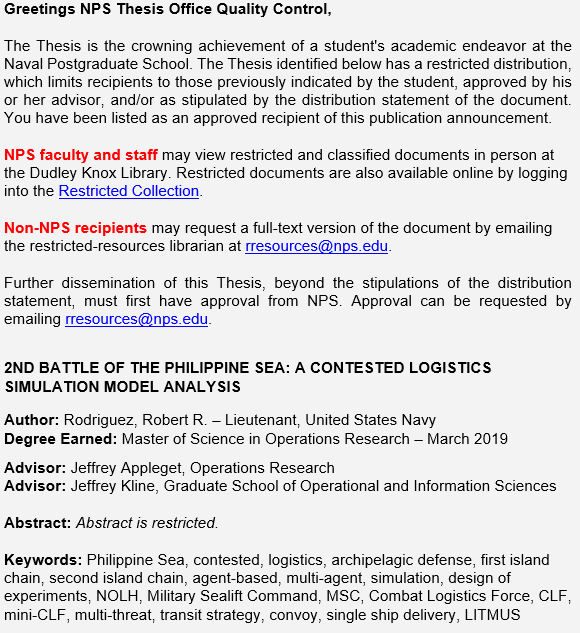 Greetings NPS Thesis Office Quality Control,
The Thesis is the crowning achievement of a student's academic endeavor at the
Naval Postgraduate School. The Thesis identified below has a restricted distribution,
which limits recipients to those previously indicated by the student, approved by his
or her advisor, and/or as stipulated by the distribution statement of the document.
You have been listed as an approved recipient of this publication announcement.
NPS faculty and staff may view restricted and classified documents in person at
the Dudley Knox Library. Restricted documents are also available online by logging
into the Restricted Collection.
Non-NPS recipients may request a full-text version of the document by emailing
the restricted-resources librarian at rresources@nps.edu.
Further dissemination of this Thesis, beyond the stipulations of the distribution
statement, must first have approval from NPS. Approval can be requested by
emailing rresources@nps.edu.
2ND BATTLE OF THE PHILIPPINE SEA: A CONTESTED LOGISTICS
SIMULATION MODEL ANALYSIS
Author: Rodriguez, Robert R. – Lieutenant, United States Navy
Degree Earned: Master of Science in Operations Research – March 2019
Advisor: Jeffrey Appleget, Operations Research
Advisor: Jeffrey Kline, Graduate School of Operational and Information Sciences
Abstract: Abstract is restricted.
Keywords: Philippine Sea, contested, logistics, archipelagic defense, first island
chain, second island chain, agent-based, multi-agent, simulation, design of
experiments, NOLH, Military Sealift Command, MSC, Combat Logistics Force, CLF,
mini-CLF, multi-threat, transit strategy, convoy, single ship delivery, LITMUS